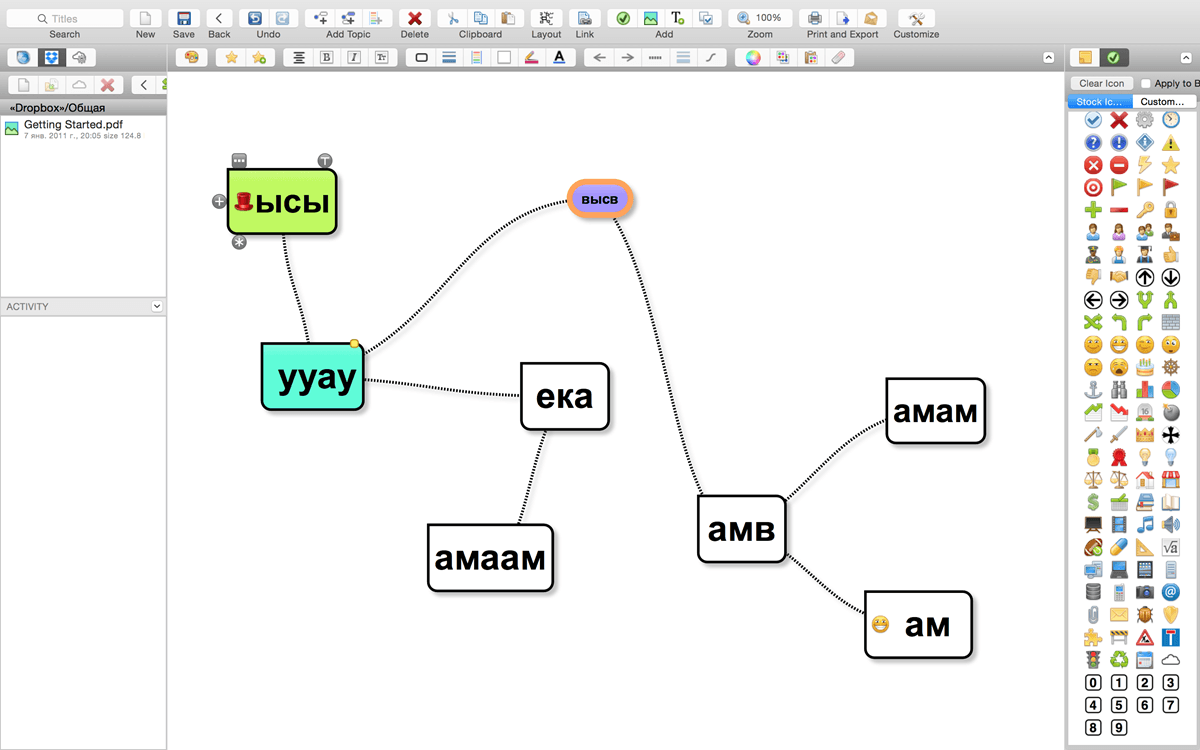 Titles
100%
Search
New
Save
Back
Undo
Add Topic
Delete
Clipboard
Layout
Link
Add
Zoom
Print and Export
Customize
Clear Icon
Apply to B
Stock Ic...
Custom...
«Dropbox»/Общая
Getting Started.pdf
7 янв. 2011 г., 20:05 size 124.8
ACTIVITY
ысы
высв
ууау
ека
амам
амв
амаам
ам
16
√a
0 1 2 3
4 5 6 7
8 9